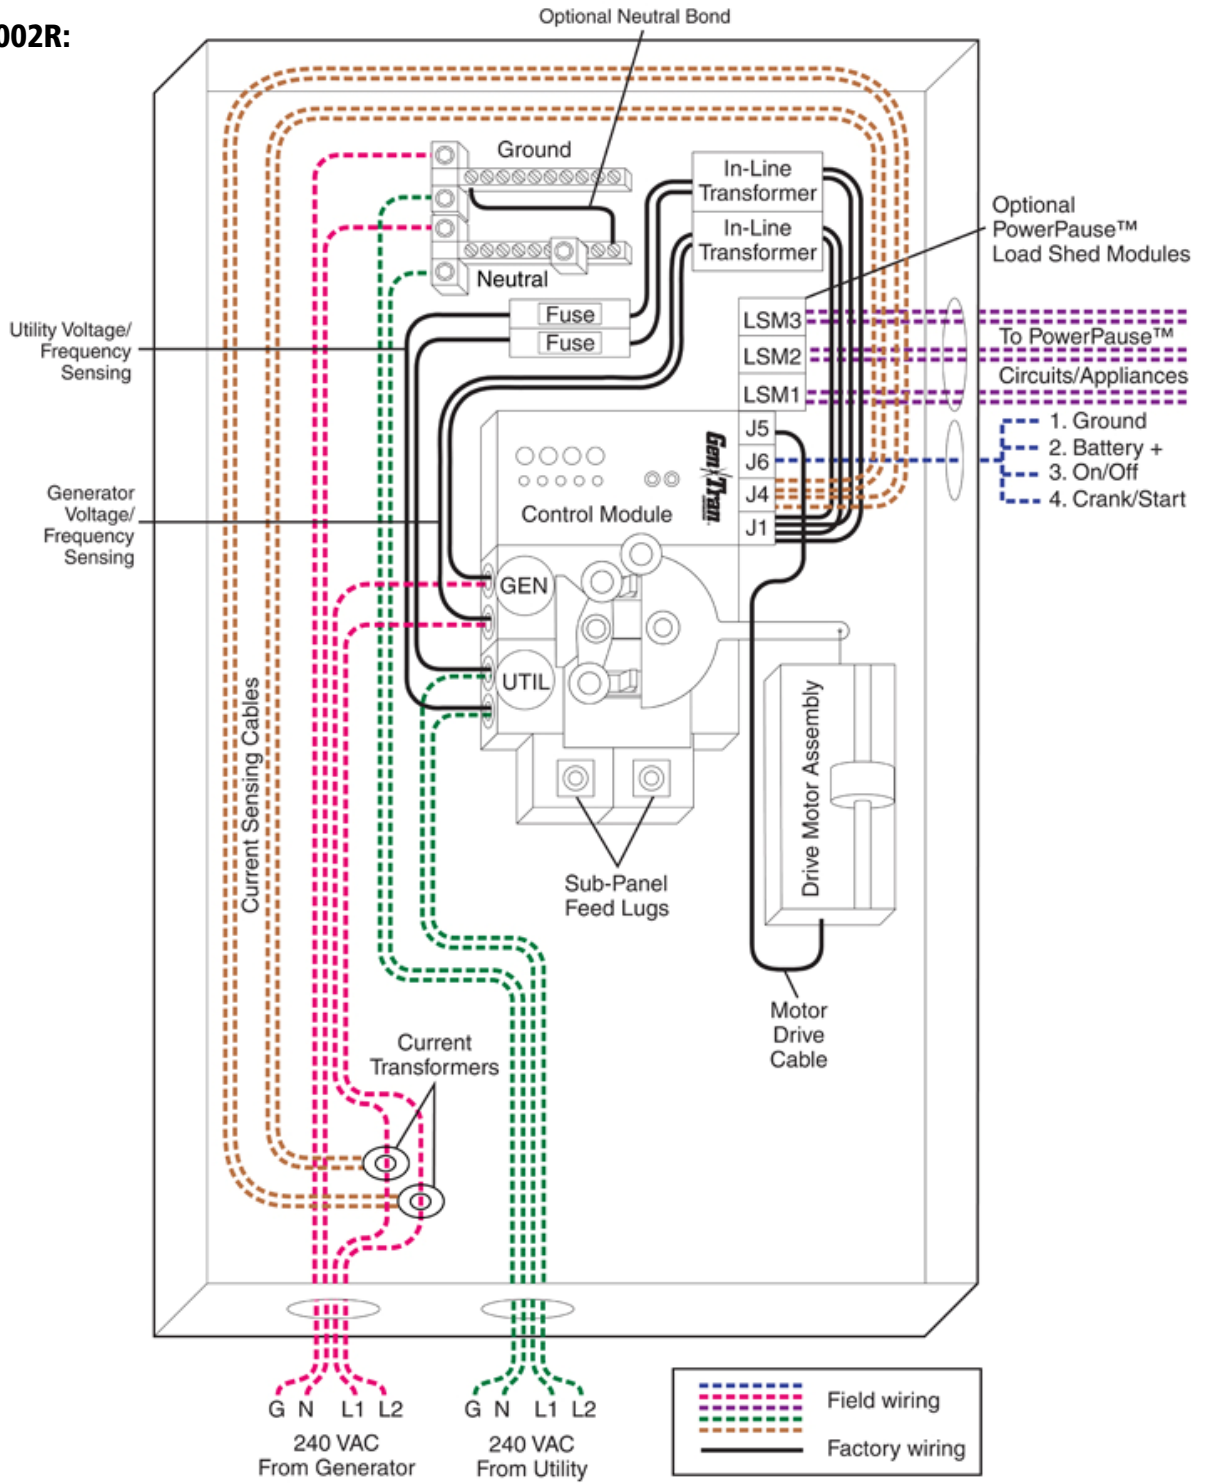 002R:
Optional Neutral Bond
Ground
In-Line
Transformer
In-Line
Transformer
Optional
PowerPause™
Load Shed Modules
Neutral
Fuse
Fuse
Utility Voltage/
Frequency
Sensing
LSM3
LSM2
LSM1
To PowerPause™
Circuits/Appliances
J5
J6
J4
J1
1. Ground
2. Battery +
3. On/Off
4. Crank/Start
GenTran
Control Module
Generator
Voltage/
Frequency
Sensing
GEN
UTIL
Current Sensing Cables
Drive Motor Assembly
Sub-Panel
Feed Lugs
Motor
Drive
Cable
Current
Transformers
G N L1 L2
240 VAC
From Generator
G N L1 L2
240 VAC
From Utility
Field wiring
Factory wiring